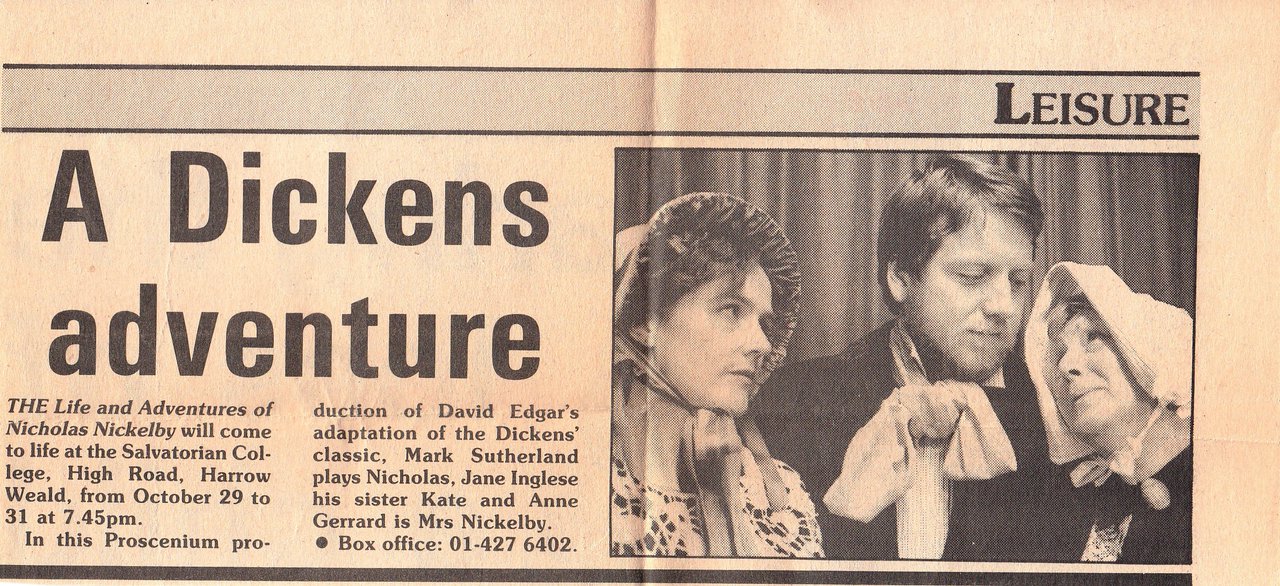 LEISURE
A Dickens
adventure
THE Life and Adventures of
Nicholas Nickelby will come
to life at the Salvatorian Col-
lege, High Road, Harrow
Weald, from October 29 to
31 at 7.45pm.
In this Proscenium pro-
duction of David Edgar's
adaptation of the Dickens'
classic, Mark Sutherland
plays Nicholas, Jane Inglese
his sister Kate and Anne
Gerrard is Mrs Nickelby.
● Box office: 01-427 6402.